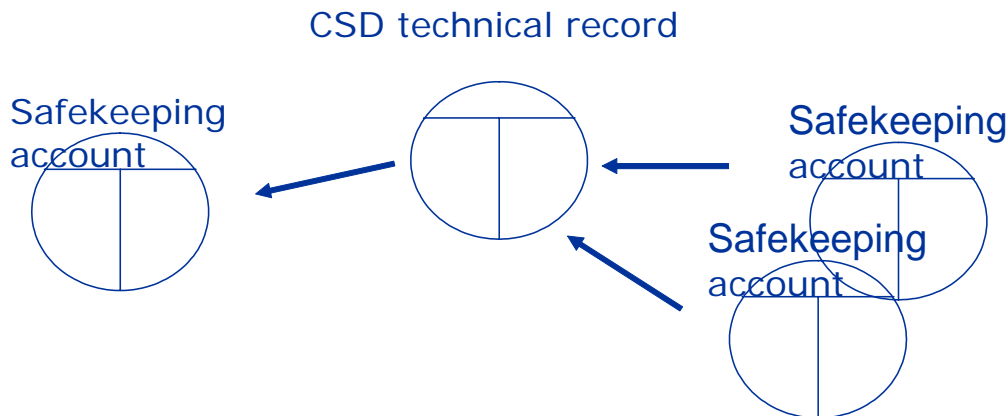 CSD technical record
Safekeeping
account
Safekeeping
account
Safekeeping
account